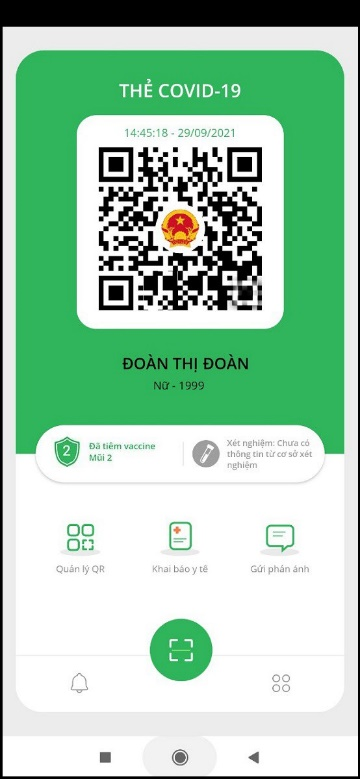 THẺ COVID-19
14:45:18 - 29/09/2021
ĐOÀN THỊ ĐOÀN
Nữ - 1999
2
Đã tiêm vaccine
Mũi 2
Xét nghiệm: Chưa có
thông tin từ cơ sở xét
nghiệm
Quản lý QR
Khai báo y tế
Gửi phản ánh